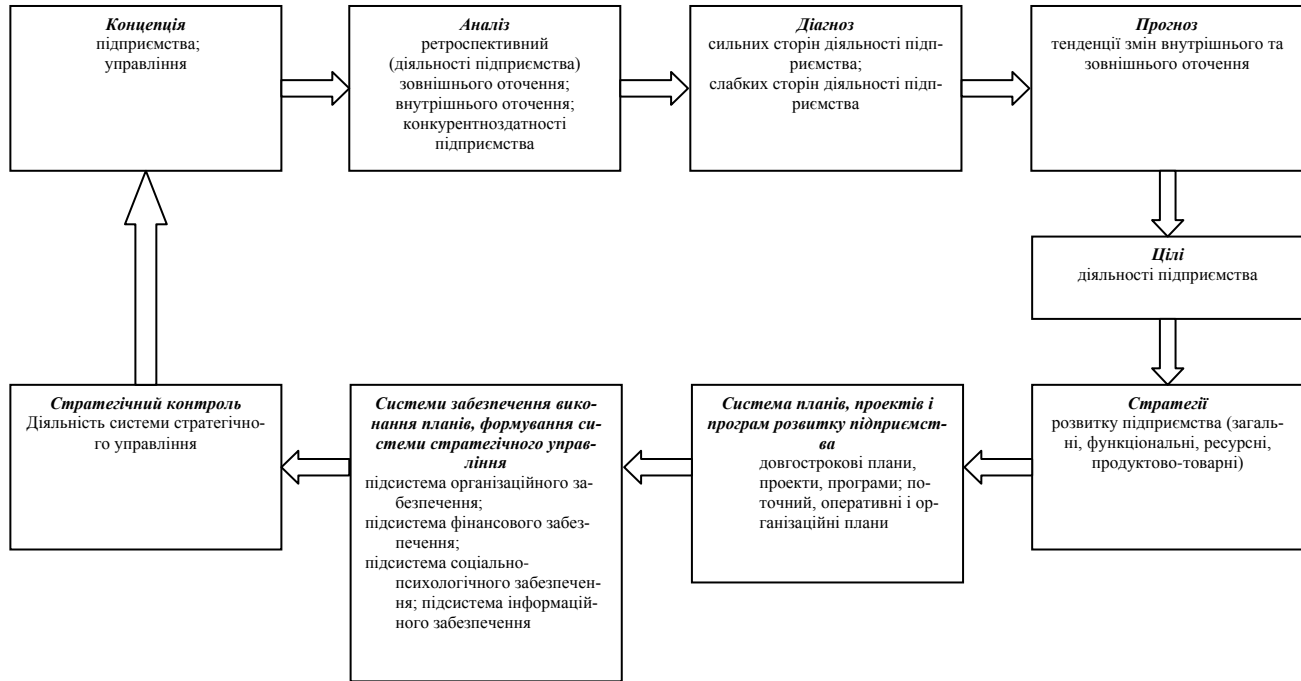 Концепція
підприємства;
управління
Аналіз
ретроспективний
(діяльності підприємства)
зовнішнього оточення;
внутрішнього оточення;
конкурентноздатності
підприємства
Діагноз
сильних сторін діяльності підп-
риємства;
слабких сторін діяльності підп-
риємства
Прогноз
тенденції змін внутрішнього та
зовнішнього оточення
Цілі
діяльності підприємства
Стратегії
розвитку підприємства (загаль-
ні, функціональні, ресурсні,
продуктово-товарні)
Система планів, проектів і
програм розвитку підприємст-
ва
довгострокові плани,
проекти, програми; по-
точний, оперативні і ор-
ганізаційні плани
Системи забезпечення вико-
нання планів, формування си-
стеми стратегічного управ-
ління
підсистема організаційного за-
безпечення;
підсистема фінансового забез-
печення;
підсистема соціально-
психологічного забезпечен-
ня; підсистема інформацій-
ного забезпечення
Стратегічний контроль
Діяльність системи стратегічно-
го управління